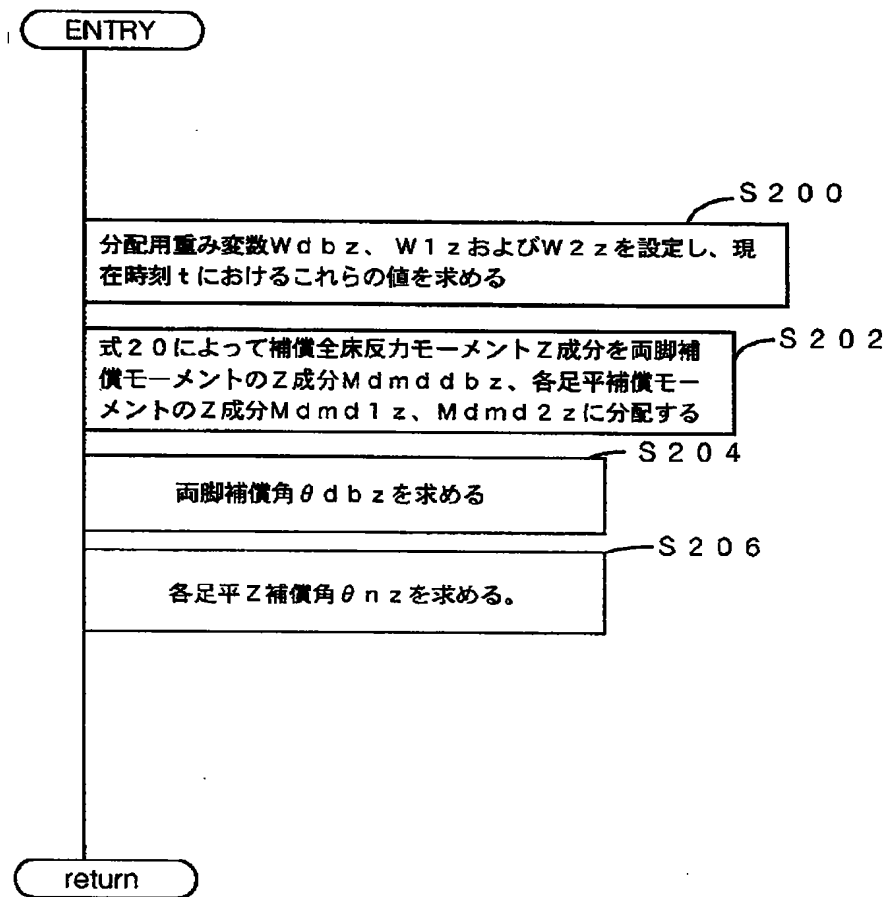 ENTRY
S200
分配用重み変数Wdbz、W1zおよびW2zを設定し、現
在時刻tにおけるこれらの値を求める
S202
式20によって補償全床反力モーメントZ成分を両脚補
償モーメントのZ成分Mdmddbz、各足平補償モー
メントのZ成分Mdmd1z、Mdmd2zに分配する
S204
両脚補償角θdbzを求める
S206
各足平Z補償角θnzを求める。
return